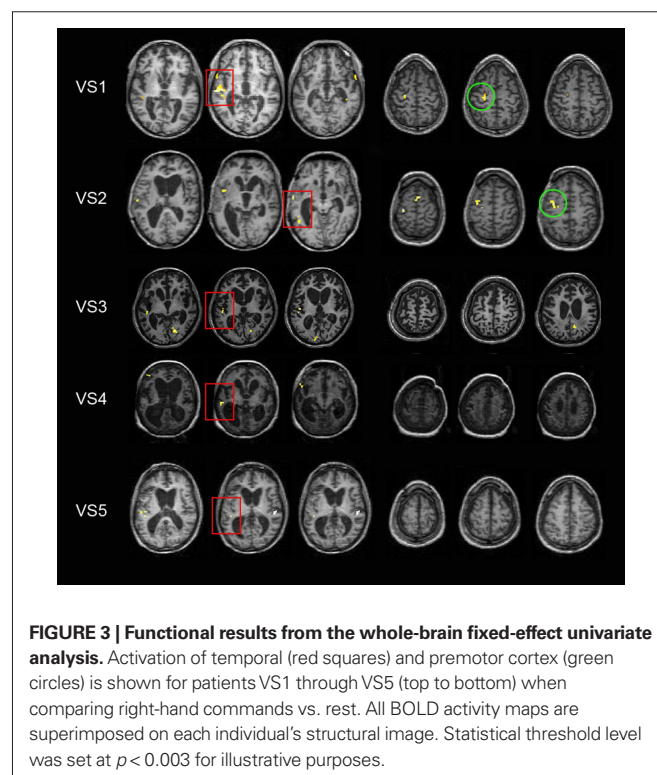 VS1
VS2
VS3
VS4
VS5
FIGURE 3 | Functional results from the whole-brain fixed-effect univariate
analysis. Activation of temporal (red squares) and premotor cortex (green
circles) is shown for patients VS1 through VS5 (top to bottom) when
comparing right-hand commands vs. rest. All BOLD activity maps are
superimposed on each individual's structural image. Statistical threshold level
was set at p < 0.003 for illustrative purposes.